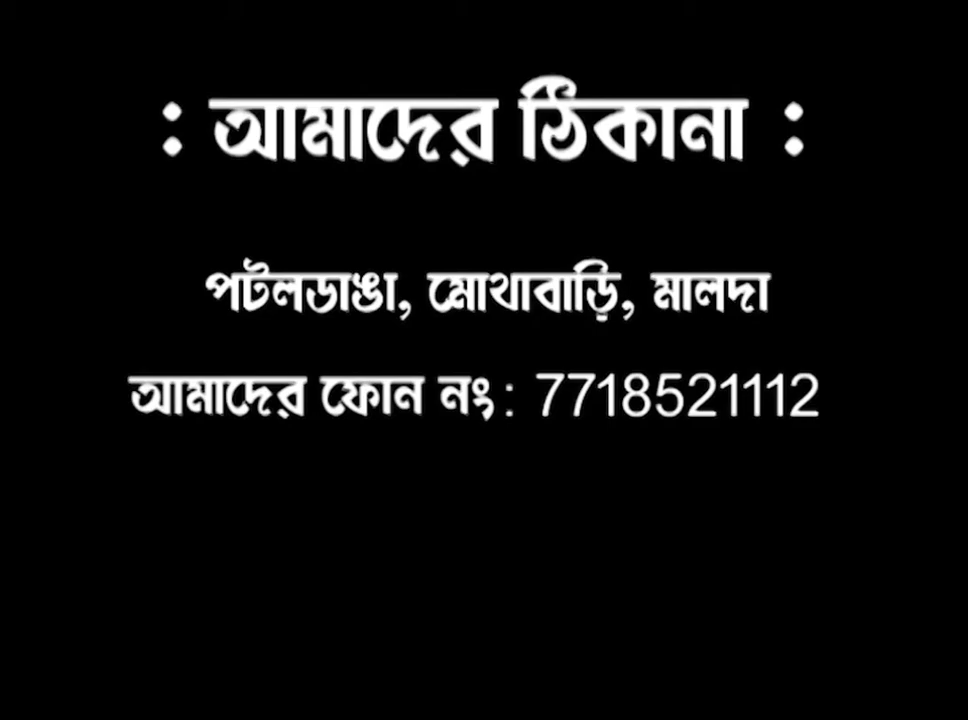 : আমাদের ঠিকানা :
পটলডাঙা, মোথাবাড়ি, মালদা
আমাদের ফোন নং : 7718521112